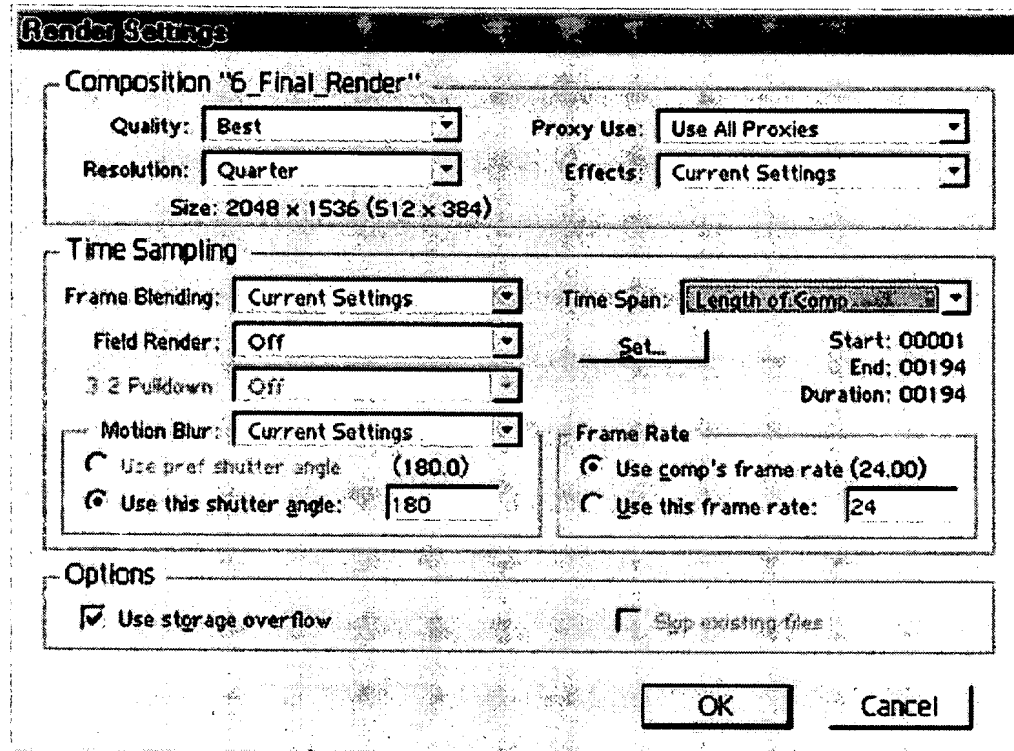 Render Settings
Composition "6_Final_Render"
Quality: Best
Proxy Use: Use All Proxies
Resolution: Quarter
Effects: Current Settings
Size: 2048 x 1536 (512 x 384)
Time Sampling
Frame Blending: Current Settings
Time Span: Length of Comp
Field Render: Off
Set...
Start: 00001
End: 00194
3:2 Pulldown: Off
Duration: 00194
Motion Blur: Current Settings
Frame Rate
Use pref shutter angle (180.0)
Use comp's frame rate (24.00)
Use this shutter angle: 180
Use this frame rate: 24
Options
Use storage overflow
Skip existing files
OK
Cancel